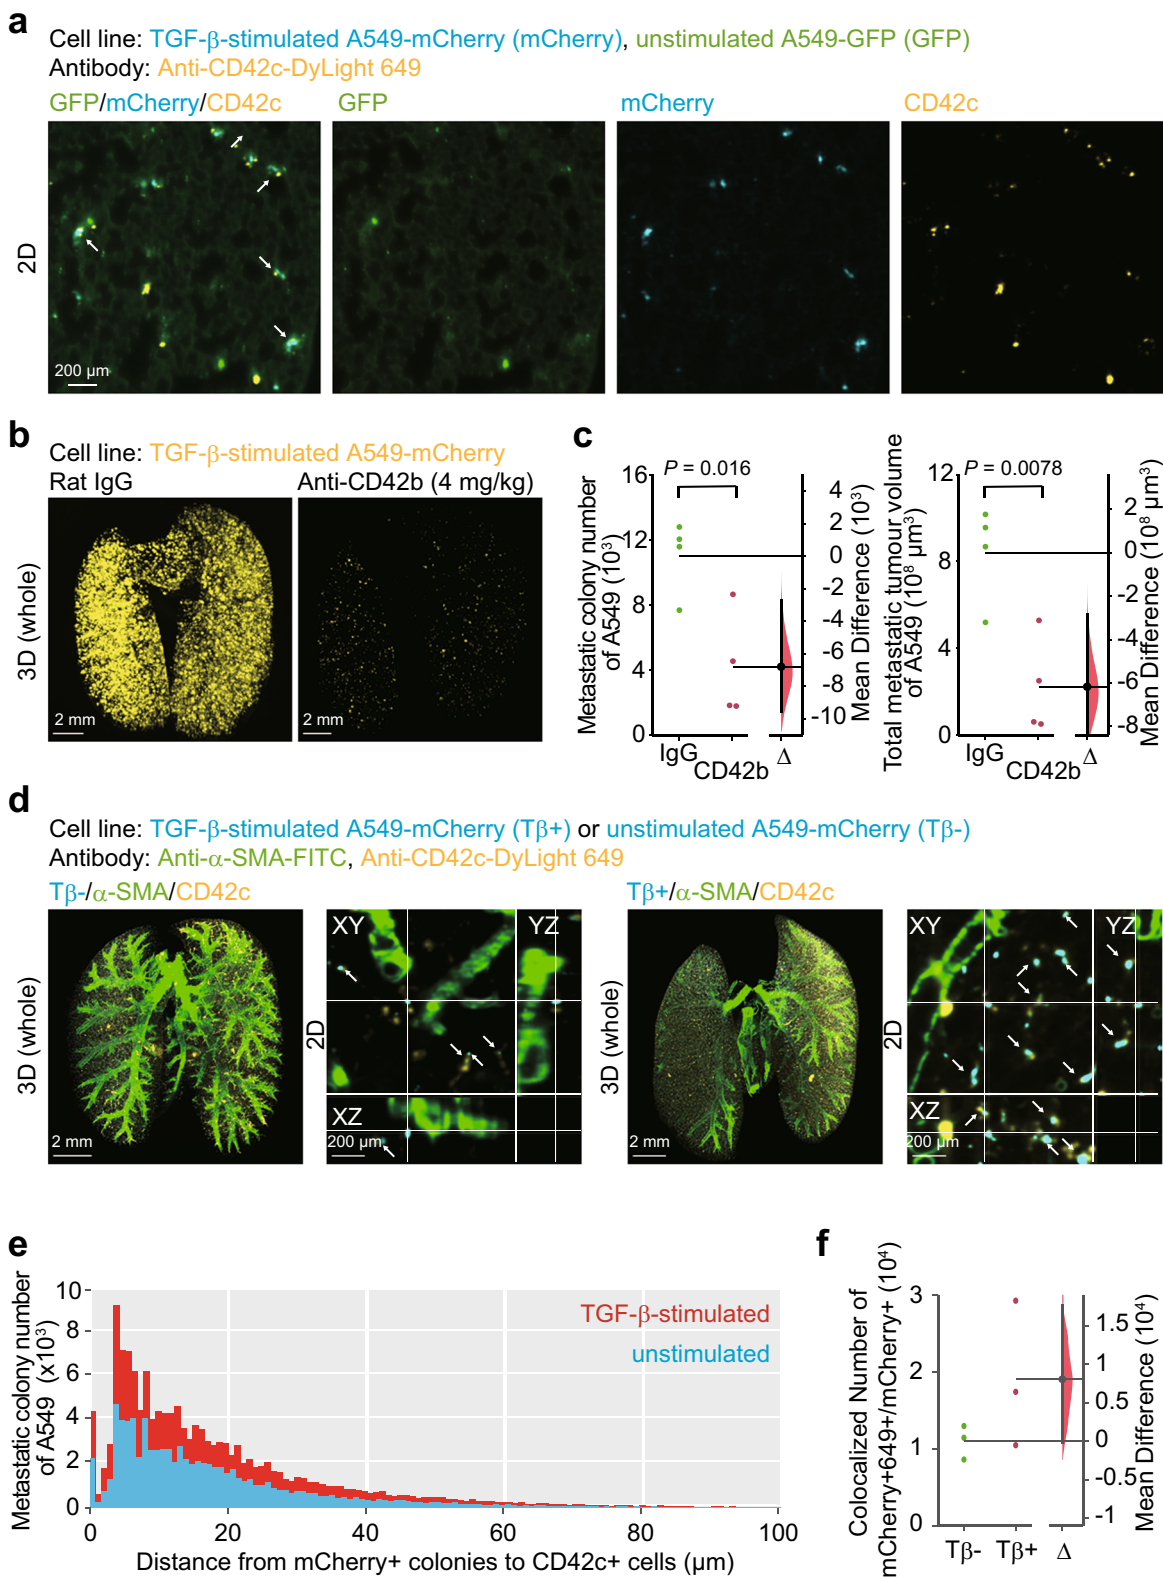 a
Cell line: TGF-β-stimulated A549-mCherry (mCherry), unstimulated A549-GFP (GFP)
Antibody: Anti-CD42c-DyLight 649
GFP/mCherry/CD42c
GFP
mCherry
CD42c
2D
200 µm
b
Cell line: TGF-β-stimulated A549-mCherry
Rat IgG
Anti-CD42b (4 mg/kg)
3D (whole)
2 mm
2 mm
c
Metastatic colony number
of A549 (10³)
16
12
8
4
0
P = 0.016
IgG
CD42b
Δ
4
2
0
-2
-4
-6
-8
-10
Mean Difference (10³)
Total metastatic tumour volume
of A549 (10⁸ µm³)
12
8
4
0
P = 0.0078
IgG
CD42b
Δ
2
0
-2
-4
-6
-8
Mean Difference (10⁸ µm³)
d
Cell line: TGF-β-stimulated A549-mCherry (Tβ+) or unstimulated A549-mCherry (Tβ-)
Antibody: Anti-α-SMA-FITC, Anti-CD42c-DyLight 649
Tβ-/α-SMA/CD42c
3D (whole)
2 mm
2D
XY
YZ
XZ
200 µm
Tβ+/α-SMA/CD42c
3D (whole)
2 mm
2D
XY
YZ
XZ
200 µm
e
Metastatic colony number
of A549 (x10³)
10
8
6
4
2
0
TGF-β-stimulated
unstimulated
0
20
40
60
80
100
Distance from mCherry+ colonies to CD42c+ cells (µm)
f
Colocalized Number of
mCherry+649+/mCherry+ (10⁴)
3
2
1
0
Tβ-
Tβ+
Δ
1.5
1
0.5
0
-0.5
-1
Mean Difference (10⁴)